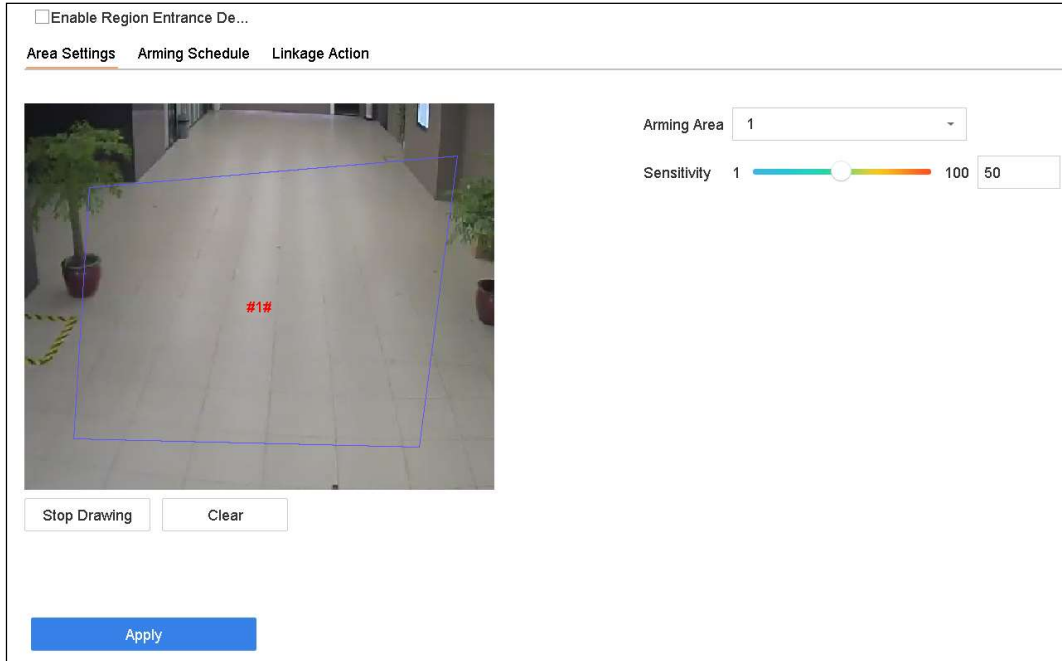 Enable Region Entrance De...
Area Settings Arming Schedule Linkage Action
Arming Area 1
Sensitivity 1 100 50
#1#
Stop Drawing Clear
Apply